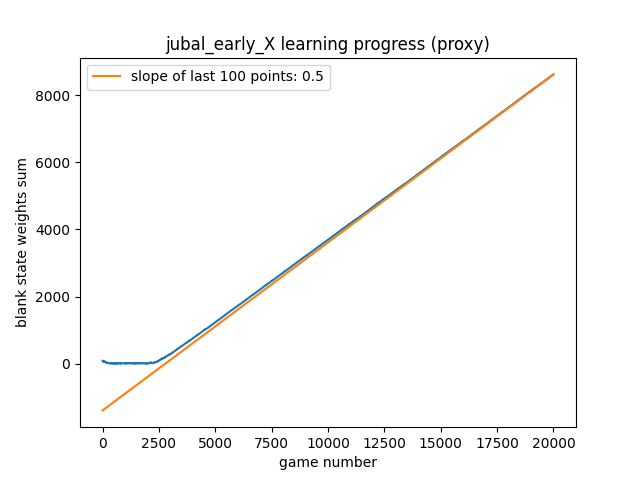 jubal_early_X learning progress (proxy)
slope of last 100 points: 0.5
8000
6000
4000
2000
0
blank state weights sum
0 2500 5000 7500 10000 12500 15000 17500 20000
game number